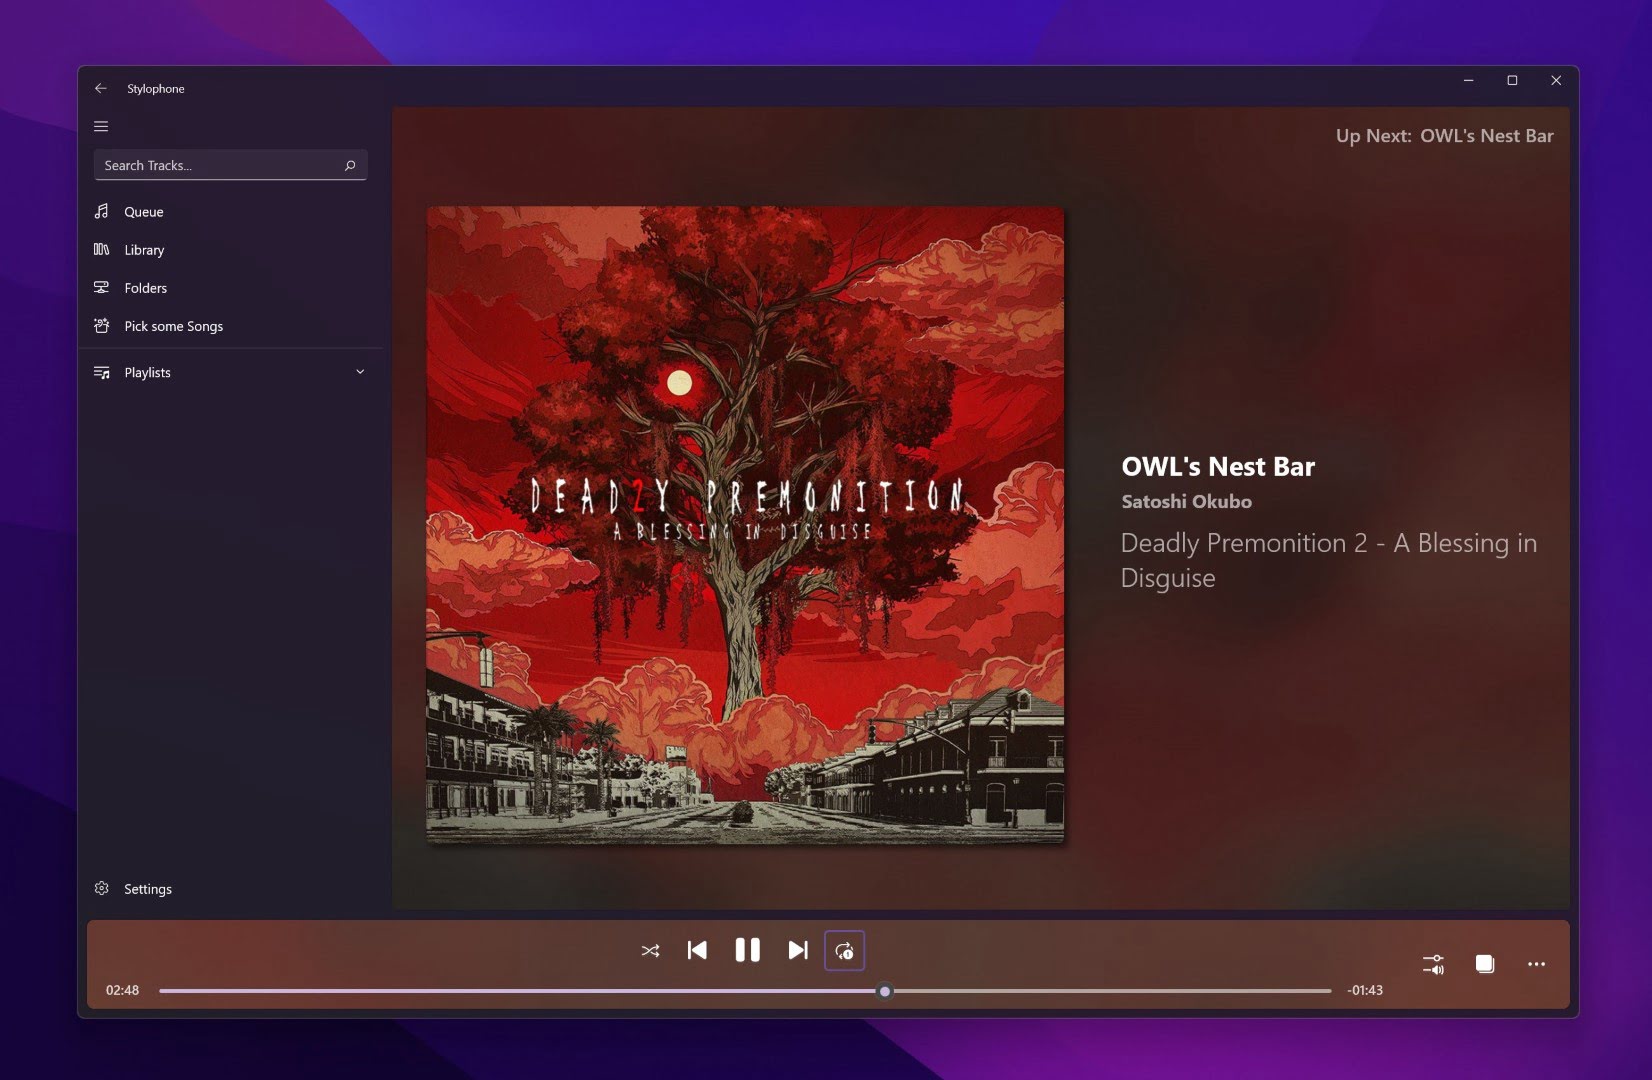 Stylophone
Search Tracks...
Queue
Library
Folders
Pick some Songs
Playlists
Settings
Up Next: OWL's Nest Bar
DEAD2Y PREMONITION
A BLESSING IN DISGUISE
OWL's Nest Bar
Satoshi Okubo
Deadly Premonition 2 - A Blessing in
Disguise
02:48
-01:43